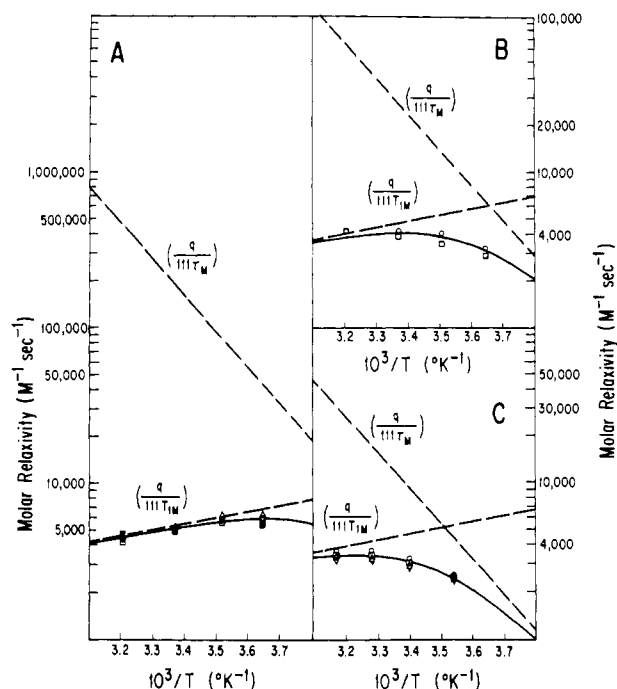 A
Molar Relaxivity (M⁻¹ sec⁻¹)
1,000,000
500,000
100,000
50,000
10,000
5,000
(q/111τM)
(q/111T1M)
3.2 3.3 3.4 3.5 3.6 3.7
10³/T (°K⁻¹)
B
Molar Relaxivity (M⁻¹ sec⁻¹)
100,000
20,000
10,000
4,000
(q/111τM)
(q/111T1M)
3.2 3.3 3.4 3.5 3.6 3.7
10³/T (°K⁻¹)
C
50,000
30,000
10,000
4,000
(q/111τM)
(q/111T1M)
3.2 3.3 3.4 3.5 3.6 3.7
10³/T (°K⁻¹)